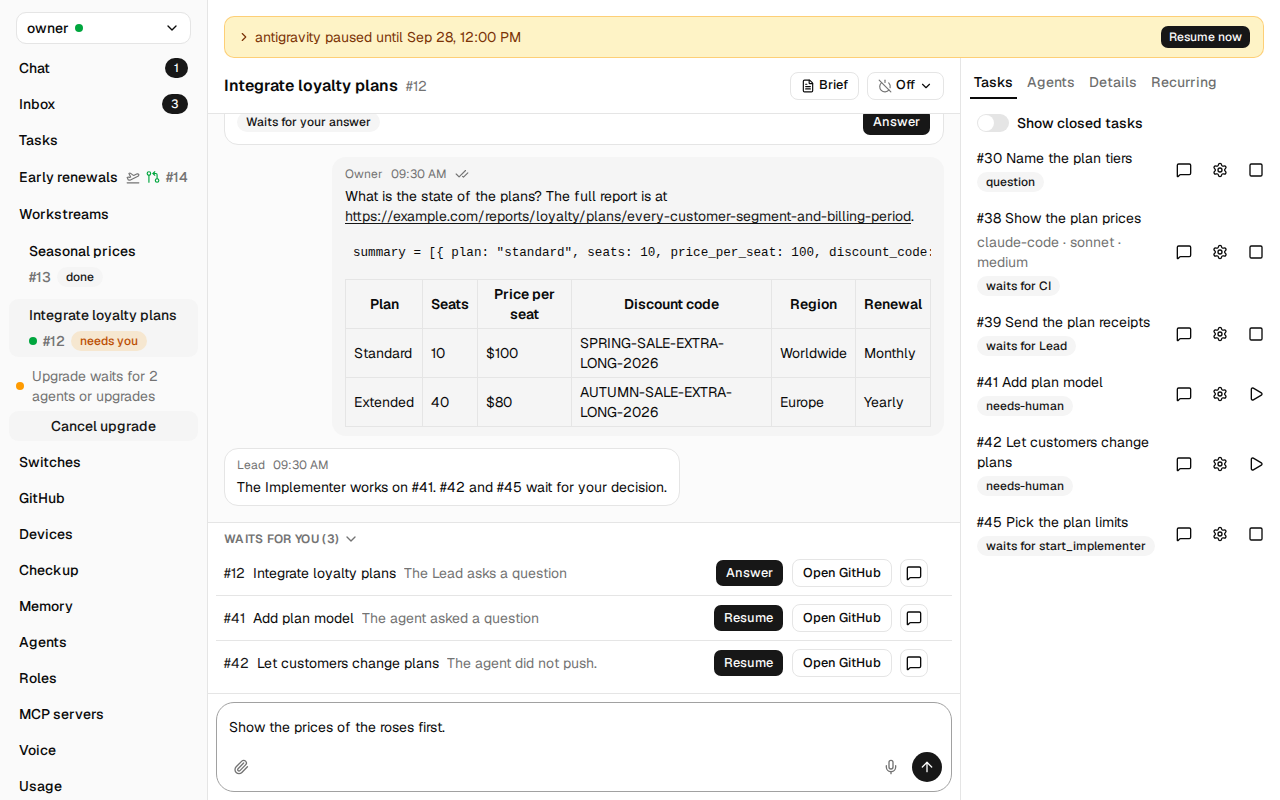 owner
Chat 1
Inbox 3
Tasks
Early renewals #14
Workstreams
Seasonal prices
#13 done
Integrate loyalty plans
#12 needs you
Upgrade waits for 2
agents or upgrades
Cancel upgrade
Switches
GitHub
Devices
Checkup
Memory
Agents
Roles
MCP servers
Voice
Usage
antigravity paused until Sep 28, 12:00 PM
Resume now
Integrate loyalty plans #12
Brief
Off
Waits for your answer
Answer
Owner 09:30 AM
What is the state of the plans? The full report is at
https://example.com/reports/loyalty/plans/every-customer-segment-and-billing-period.
summary = [{ plan: "standard", seats: 10, price_per_seat: 100, discount_code:
Plan Seats Price per seat Discount code Region Renewal
Standard 10 $100 SPRING-SALE-EXTRA-LONG-2026 Worldwide Monthly
Extended 40 $80 AUTUMN-SALE-EXTRA-LONG-2026 Europe Yearly
Lead 09:30 AM
The Implementer works on #41. #42 and #45 wait for your decision.
WAITS FOR YOU (3)
#12 Integrate loyalty plans The Lead asks a question Answer Open GitHub
#41 Add plan model The agent asked a question Resume Open GitHub
#42 Let customers change plans The agent did not push. Resume Open GitHub
Show the prices of the roses first.
Tasks Agents Details Recurring
Show closed tasks
#30 Name the plan tiers
question
#38 Show the plan prices
claude-code · sonnet ·
medium
waits for CI
#39 Send the plan receipts
waits for Lead
#41 Add plan model
needs-human
#42 Let customers change
plans
needs-human
#45 Pick the plan limits
waits for start_implementer